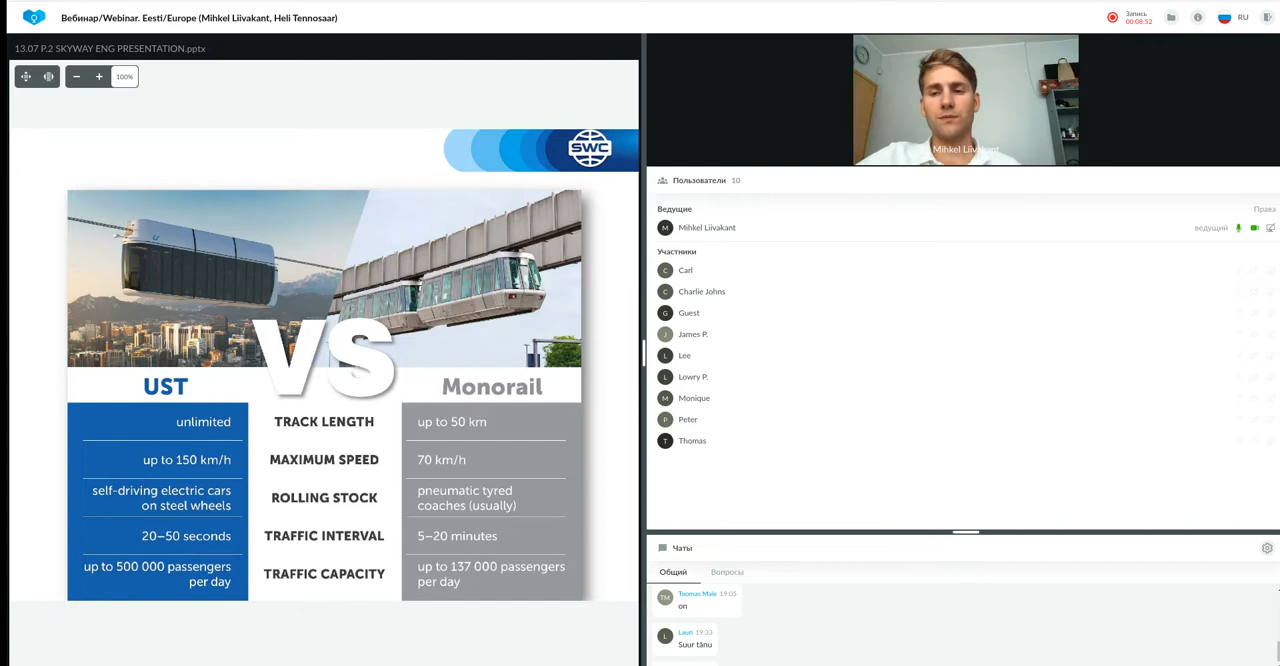 Вебинар/Webinar. Eesti/Europe (Mihkel Liivakant, Heli Tennosaar)
Запись
00:08:52
RU
13.07 P.2 SKYWAY ENG PRESENTATION.pptx
100%
SWC
VS
UST
Monorail
unlimited
TRACK LENGTH
up to 50 km
up to 150 km/h
MAXIMUM SPEED
70 km/h
self-driving electric cars
on steel wheels
ROLLING STOCK
pneumatic tyred
coaches (usually)
20–50 seconds
TRAFFIC INTERVAL
5–20 minutes
up to 500 000 passengers
per day
TRAFFIC CAPACITY
up to 137 000 passengers
per day
Mihkel Liivakant
Пользователи 10
Ведущие
Права
M Mihkel Liivakant
ведущий
Участники
C Carl
C Charlie Johns
G Guest
J James P.
L Lee
L Lowry P.
M Monique
P Peter
T Thomas
Чаты
Общий
Вопросы
TM Toomas Maie 19:05
on
L Lauri 19:33
Suur tänu